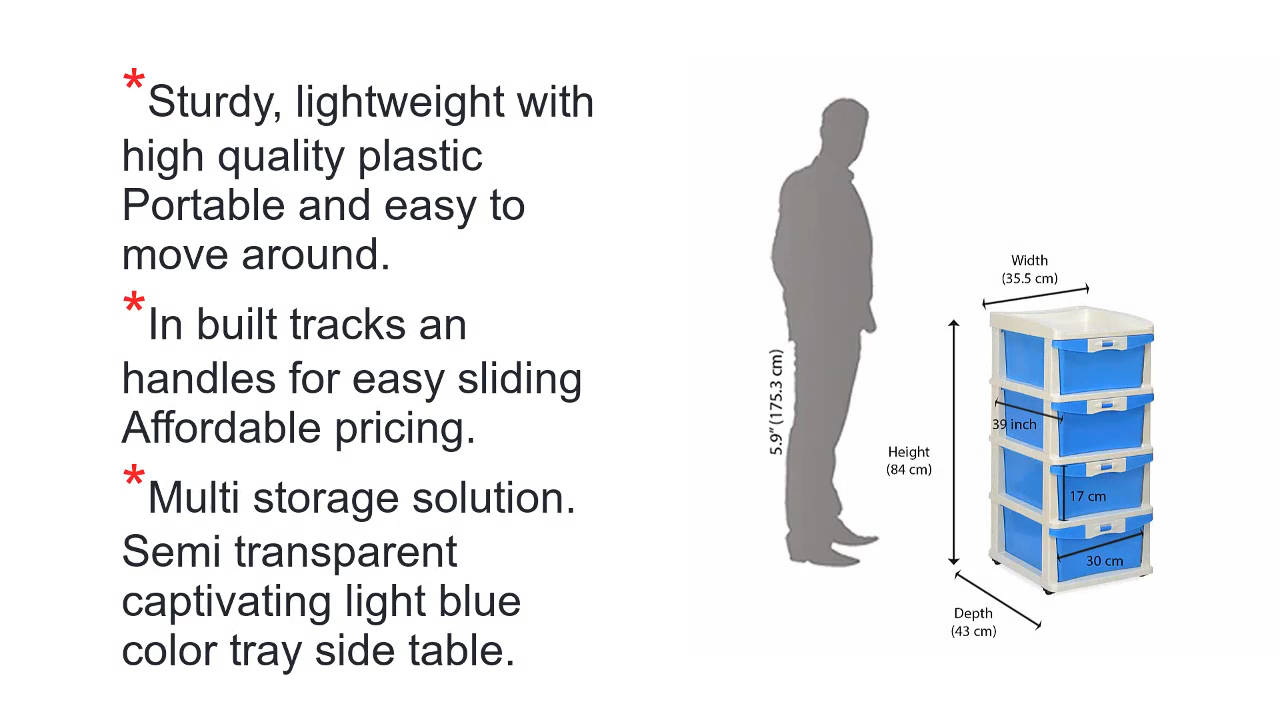 *Sturdy, lightweight with
high quality plastic
Portable and easy to
move around.
*In built tracks an
handles for easy sliding
Affordable pricing.
*Multi storage solution.
Semi transparent
captivating light blue
color tray side table.
5.9” (175.3 cm)
Width
(35.5 cm)
Height
(84 cm)
39 inch
17 cm
30 cm
Depth
(43 cm)